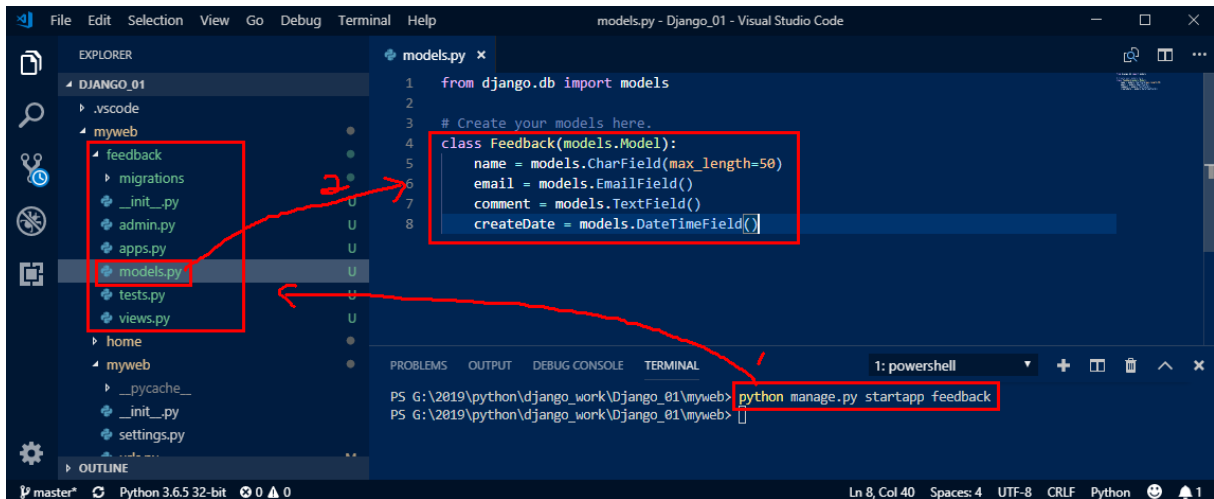 File Edit Selection View Go Debug Terminal Help models.py - Django_01 - Visual Studio Code
EXPLORER
DJANGO_01
.vscode
myweb
feedback
migrations
__init__.py U
admin.py U
apps.py U
models.py U
tests.py U
views.py U
home
myweb
__pycache__
__init__.py
settings.py
OUTLINE
models.py
1 from django.db import models
2
3 # Create your models here.
4 class Feedback(models.Model):
5 name = models.CharField(max_length=50)
6 email = models.EmailField()
7 comment = models.TextField()
8 createDate = models.DateTimeField()
2
1
PROBLEMS OUTPUT DEBUG CONSOLE TERMINAL 1: powershell
PS G:\2019\python\django_work\Django_01\myweb> python manage.py startapp feedback
PS G:\2019\python\django_work\Django_01\myweb>
master* Python 3.6.5 32-bit 0 0 Ln 8, Col 40 Spaces: 4 UTF-8 CRLF Python 1